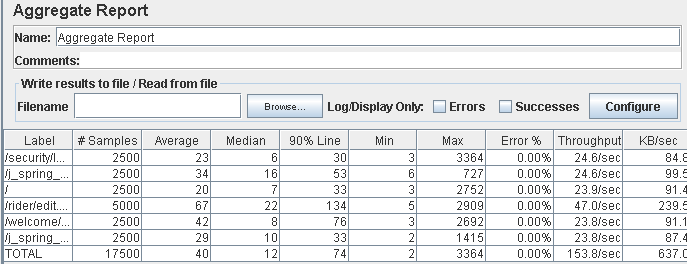 Aggregate Report
Name: Aggregate Report
Comments:
Write results to file / Read from file
Filename Browse... Log/Display Only: Errors Successes Configure
Label # Samples Average Median 90% Line Min Max Error % Throughput KB/sec
/security/l... 2500 23 6 30 3 3364 0.00% 24.6/sec 84.8
/j_spring_... 2500 34 16 53 6 727 0.00% 24.6/sec 99.5
/ 2500 20 7 33 3 2752 0.00% 23.9/sec 91.4
/rider/edit.... 5000 67 22 134 5 2909 0.00% 47.0/sec 239.5
/welcome/... 2500 42 8 76 3 2692 0.00% 23.8/sec 91.1
/j_spring_... 2500 29 10 33 2 1415 0.00% 23.8/sec 87.4
TOTAL 17500 40 12 74 2 3364 0.00% 153.8/sec 637.0